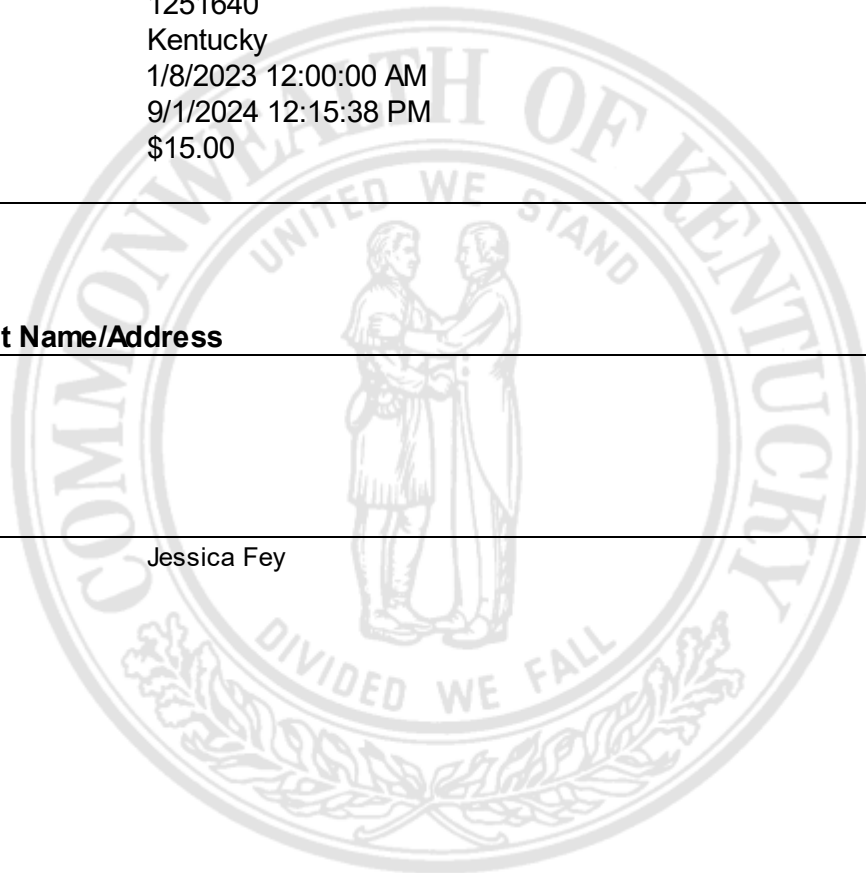 1251640
Kentucky
1/8/2023 12:00:00 AM
9/1/2024 12:15:38 PM
$15.00
COMMONWEALTH OF KENTUCKY
UNITED WE STAND
t Name/Address
Jessica Fey
DIVIDED WE FALL